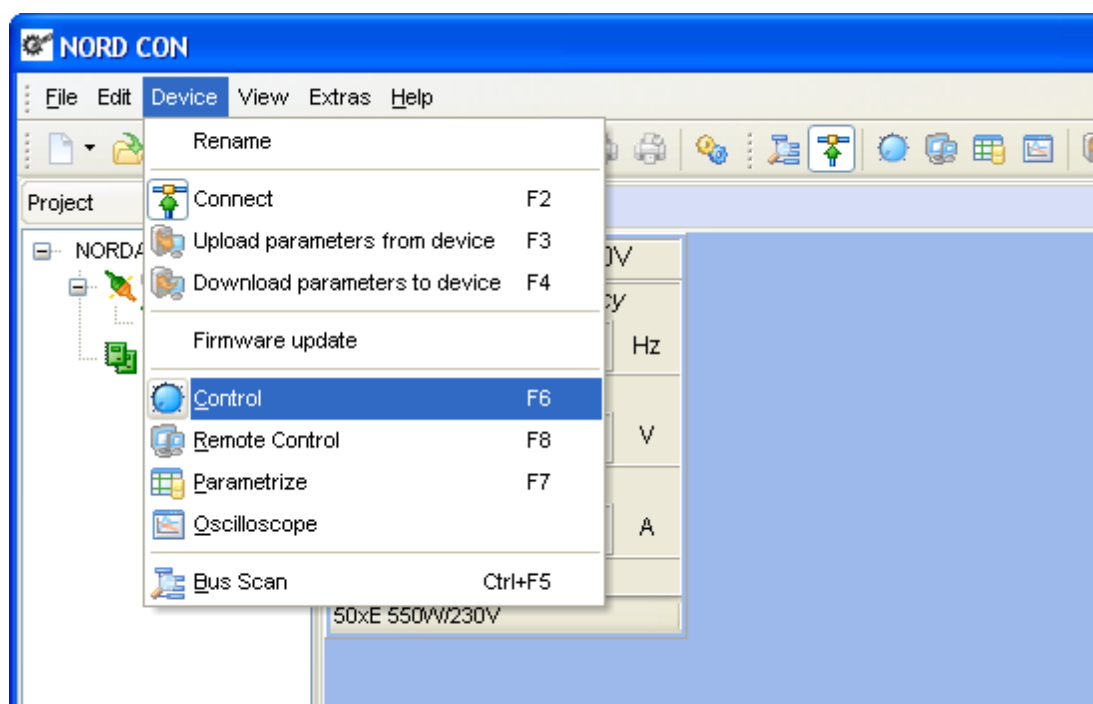 NORD CON
File Edit Device View Extras Help
Rename
Project
Connect F2
NORDA
Upload parameters from device F3
0V
Download parameters to device F4
cy
Firmware update
Hz
Control F6
Remote Control F8
V
Parametrize F7
Oscilloscope
A
Bus Scan Ctrl+F5
50xE 550W/230V